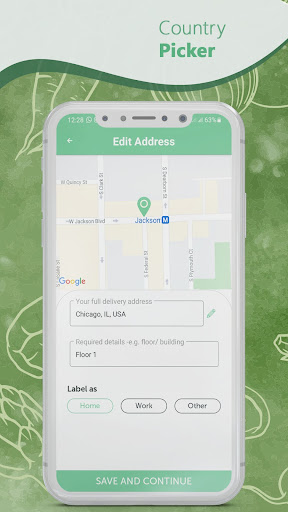 Country
Picker
12:28
63%
Edit Address
W Quincy St
S Clark St
S Dearborn St
W Jackson Blvd
Jackson M
S Federal St
S Plymouth Ct
Google
Your full delivery address
Chicago, IL, USA
Required details -e.g. floor/ building
Floor 1
Label as
Home
Work
Other
SAVE AND CONTINUE